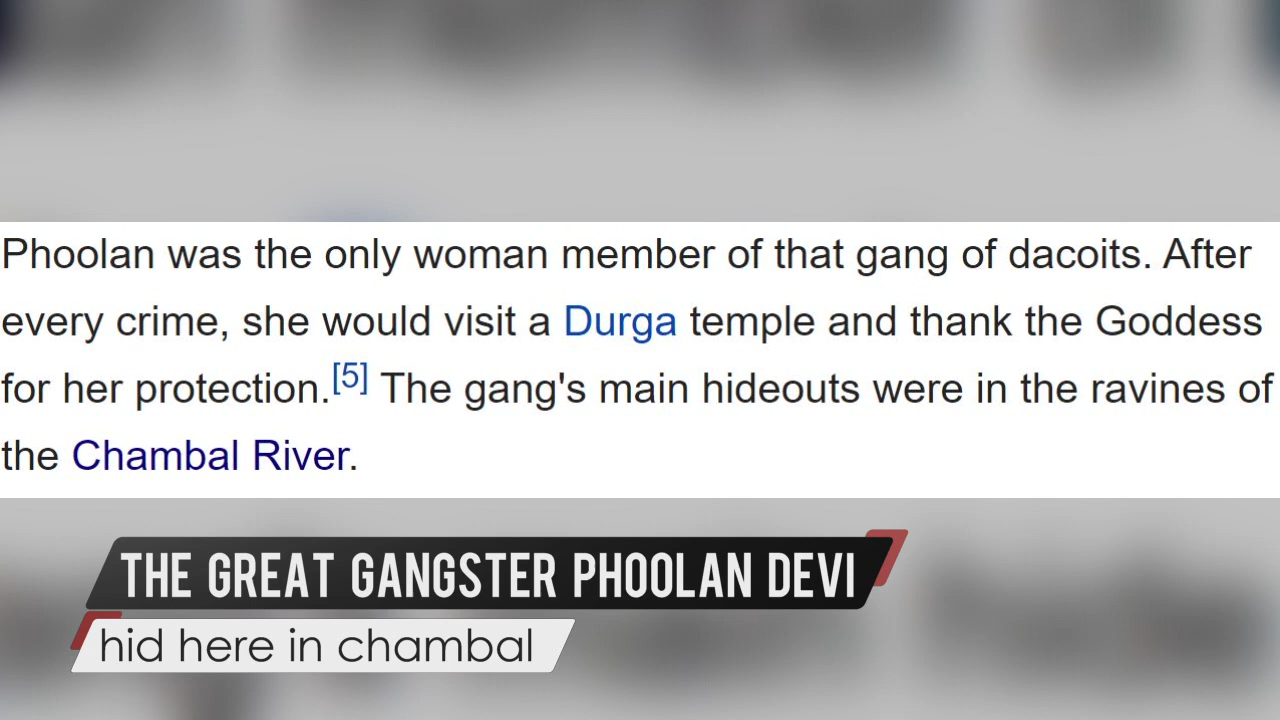 Phoolan was the only woman member of that gang of dacoits. After
every crime, she would visit a Durga temple and thank the Goddess
for her protection.[5] The gang's main hideouts were in the ravines of
the Chambal River.
THE GREAT GANGSTER PHOOLAN DEVI
hid here in chambal